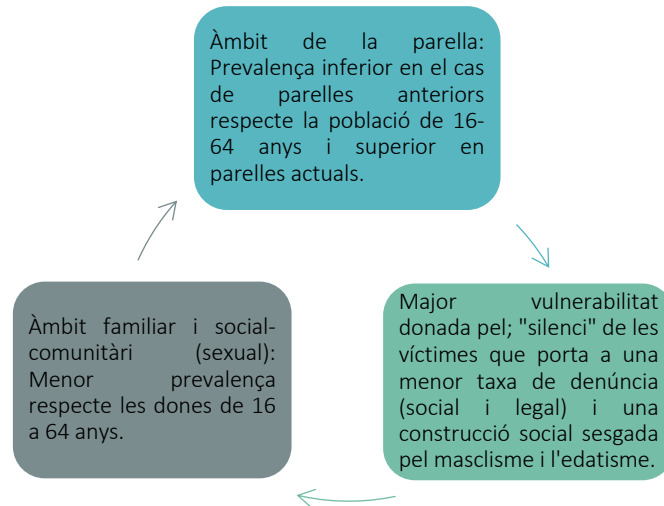 Àmbit de la parella:
Prevalença inferior en el cas
de parelles anteriors
respecte la població de 16-
64 anys i superior en
parelles actuals.
Major vulnerabilitat
donada pel; "silenci" de les
víctimes que porta a una
menor taxa de denúncia
(social i legal) i una
construcció social sesgada
pel masclisme i l'edatisme.
Àmbit familiar i social-
comunitàri (sexual):
Menor prevalença
respecte les dones de 16
a 64 anys.